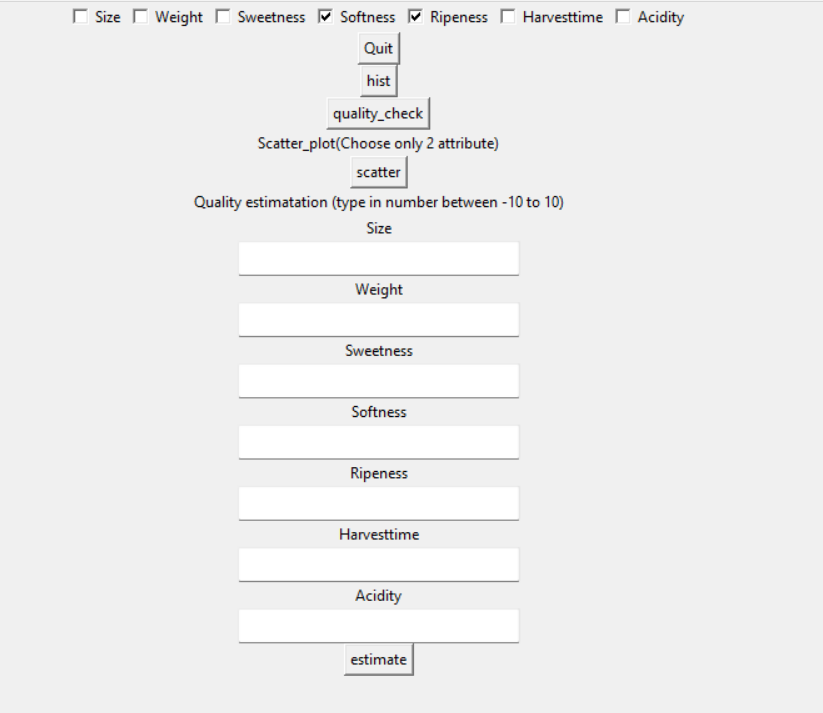 Size Weight Sweetness Softness Ripeness Harvesttime Acidity
Quit
hist
quality_check
Scatter_plot(Choose only 2 attribute)
scatter
Quality estimatation (type in number between -10 to 10)
Size
Weight
Sweetness
Softness
Ripeness
Harvesttime
Acidity
estimate